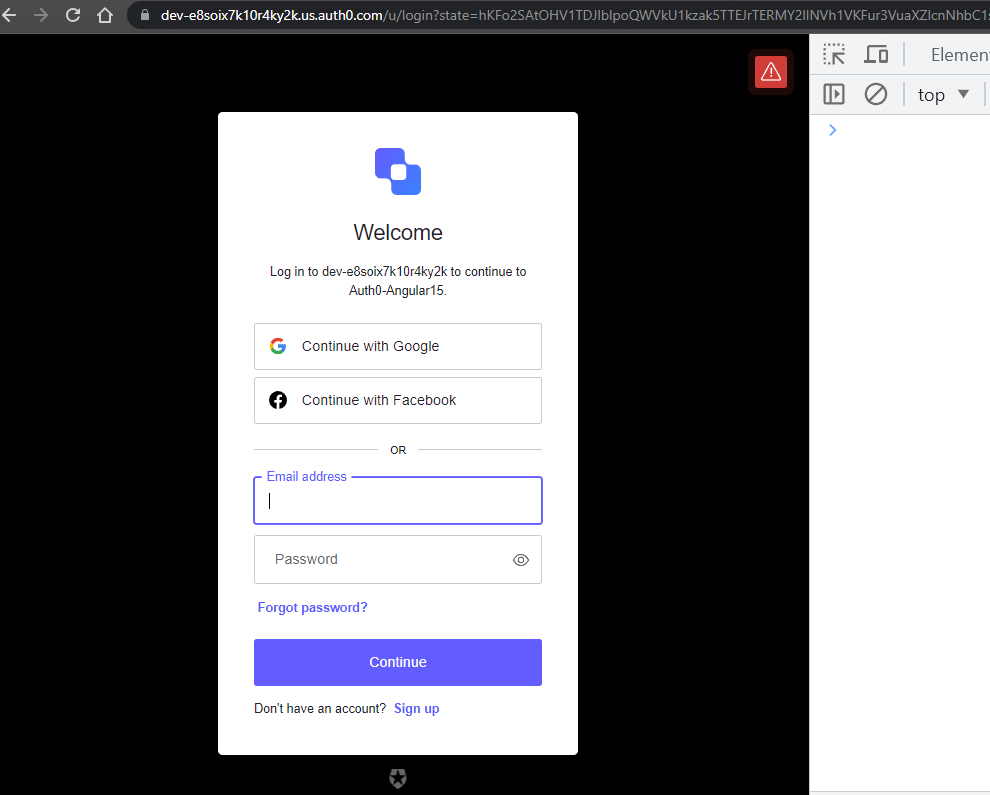 dev-e8soix7k10r4ky2k.us.auth0.com/u/login?state=
Elemen
top
Welcome
Log in to dev-e8soix7k10r4ky2k to continue to
Auth0-Angular15.
Continue with Google
Continue with Facebook
OR
Email address
Password
Forgot password?
Continue
Don't have an account? Sign up